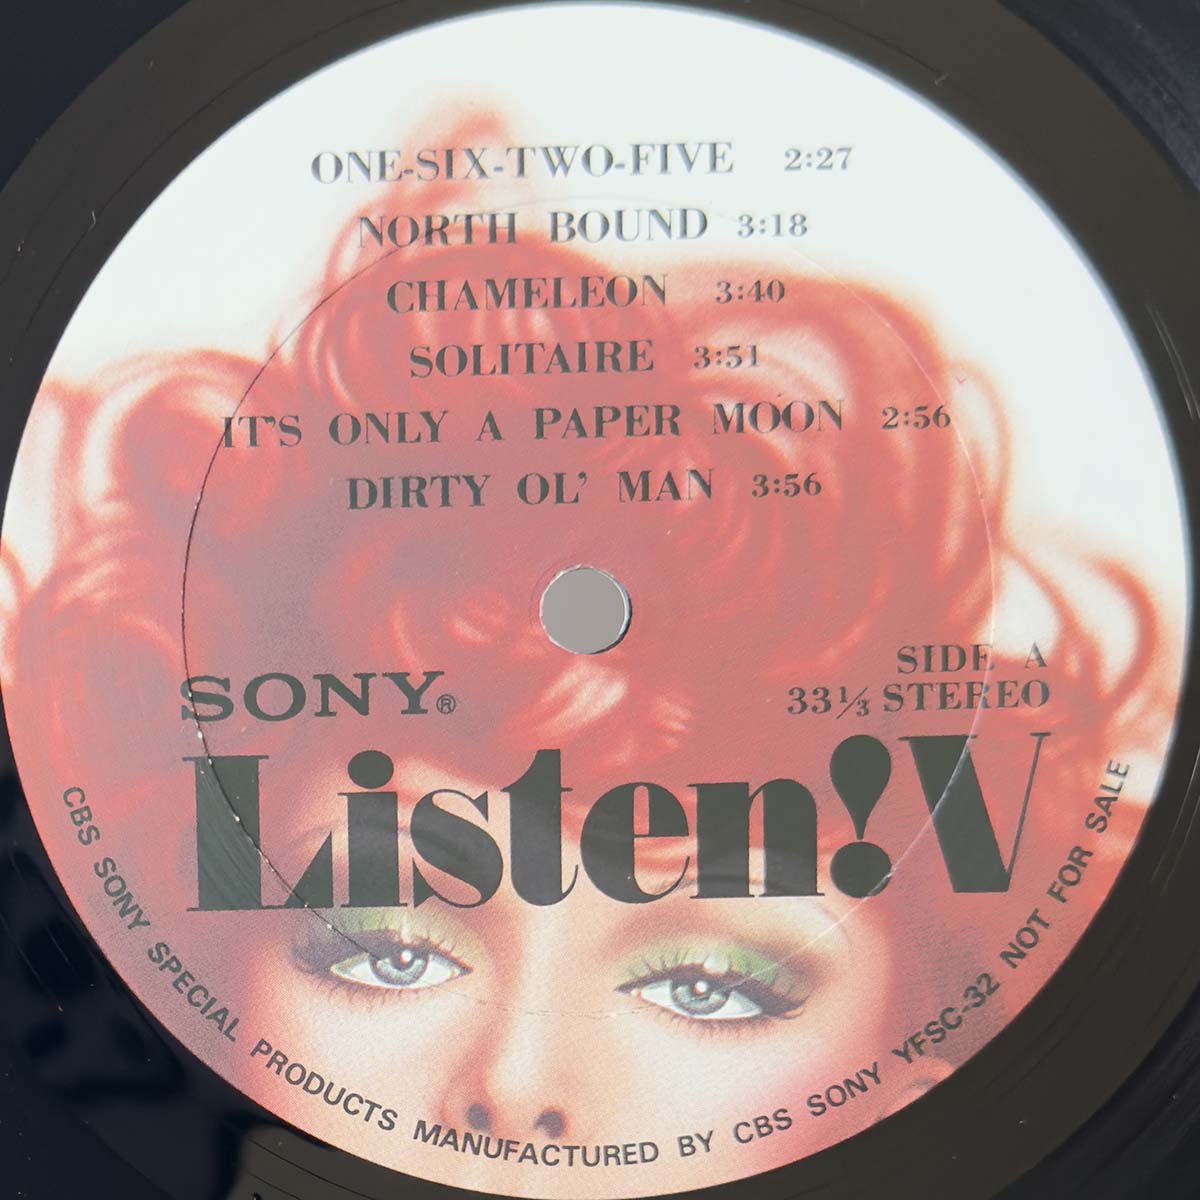 ONE-SIX-TWO-FIVE 2:27
NORTH BOUND 3:18
CHAMELEON 3:40
SOLITAIRE 3:51
IT'S ONLY A PAPER MOON 2:56
DIRTY OL' MAN 3:56
SIDE A
33 1/3 STEREO
SONY®
Listen! V
CBS SONY SPECIAL PRODUCTS MANUFACTURED BY CBS SONY YFSC-32 NOT FOR SALE